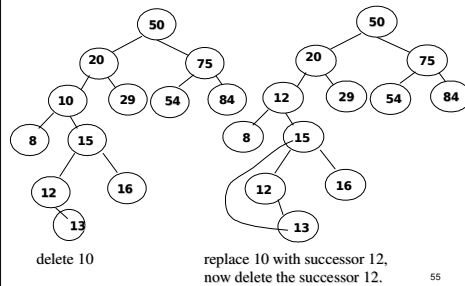 50 50
20 75 20 75
10 29 54 84 12 29 54 84
8 15 8 15
12 16 12 16
13 13
delete 10 replace 10 with successor 12,
now delete the successor 12. 55